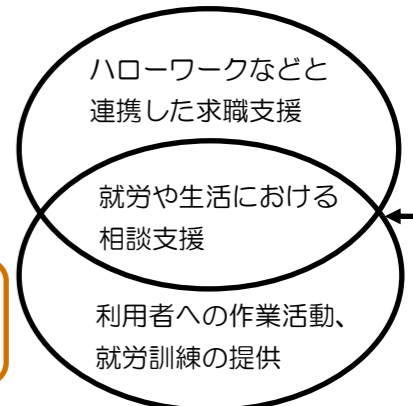 ハローワークなどと
連携した求職支援
就労や生活における
相談支援
利用者への作業活動、
就労訓練の提供